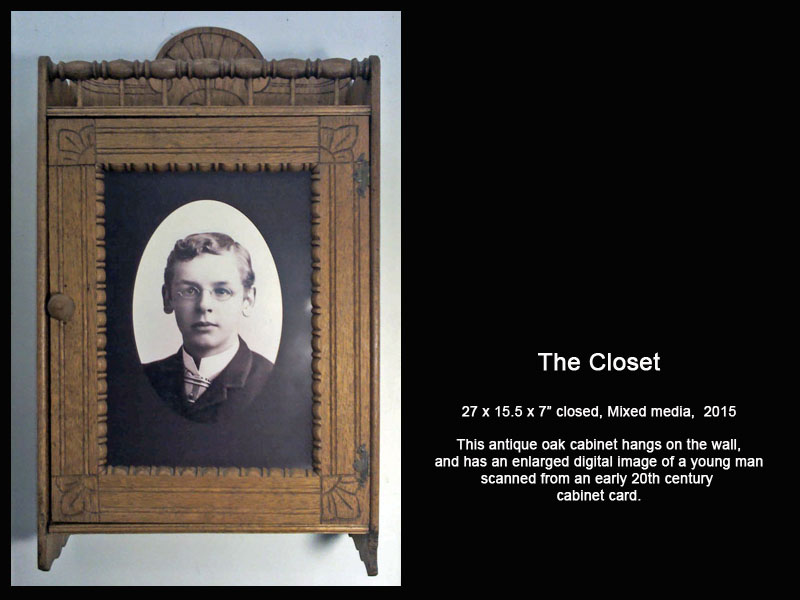 The Closet
27 x 15.5 x 7" closed, Mixed media,  2015
This antique oak cabinet hangs on the wall,
and has an enlarged digital image of a young man
scanned from an early 20th century
cabinet card.